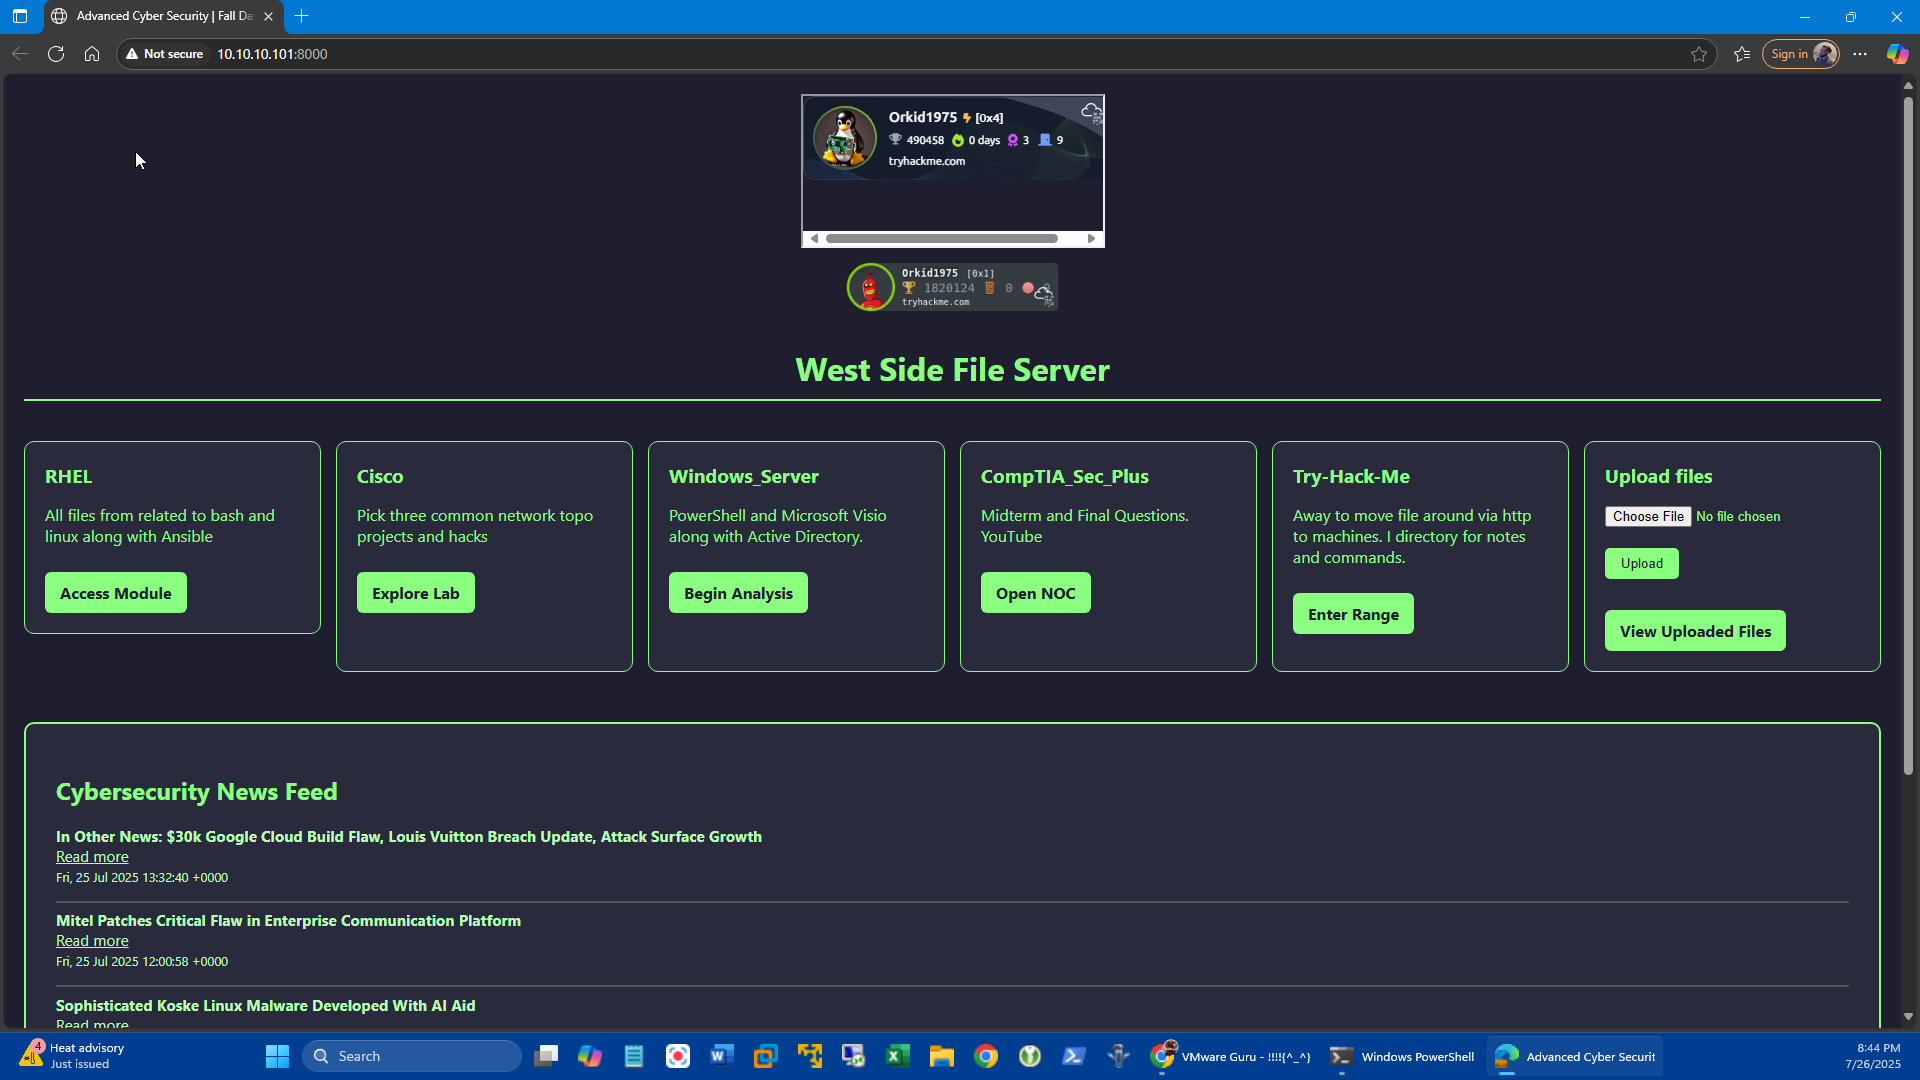 Advanced Cyber Security | Fall Da
Not secure 10.10.10.101:8000
Sign in
Orkid1975 [0x4]
490458 0 days 3 9
tryhackme.com
Orkid1975 [0x1]
1820124 0
tryhackme.com
West Side File Server
RHEL
All files from related to bash and
linux along with Ansible
Access Module
Cisco
Pick three common network topo
projects and hacks
Explore Lab
Windows_Server
PowerShell and Microsoft Visio
along with Active Directory.
Begin Analysis
CompTIA_Sec_Plus
Midterm and Final Questions.
YouTube
Open NOC
Try-Hack-Me
Away to move file around via http
to machines. I directory for notes
and commands.
Enter Range
Upload files
Choose File No file chosen
Upload
View Uploaded Files
Cybersecurity News Feed
In Other News: $30k Google Cloud Build Flaw, Louis Vuitton Breach Update, Attack Surface Growth
Read more
Fri, 25 Jul 2025 13:32:40 +0000
Mitel Patches Critical Flaw in Enterprise Communication Platform
Read more
Fri, 25 Jul 2025 12:00:58 +0000
Sophisticated Koske Linux Malware Developed With AI Aid
Read more
4
Heat advisory
Just issued
Search
VMware Guru - !!!!(^_^)
Windows PowerShell
Advanced Cyber Securit
8:44 PM
7/26/2025